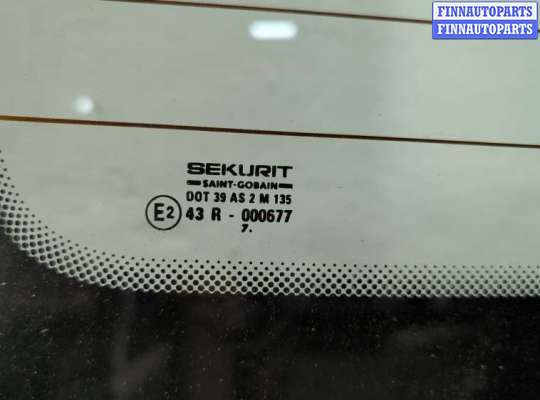 FINNAUTOPARTS
FINNAUTOPARTS
SEKURIT
SAINT-GOBAIN
DOT 39 AS 2 M 135
E2 43 R - 000677
7.